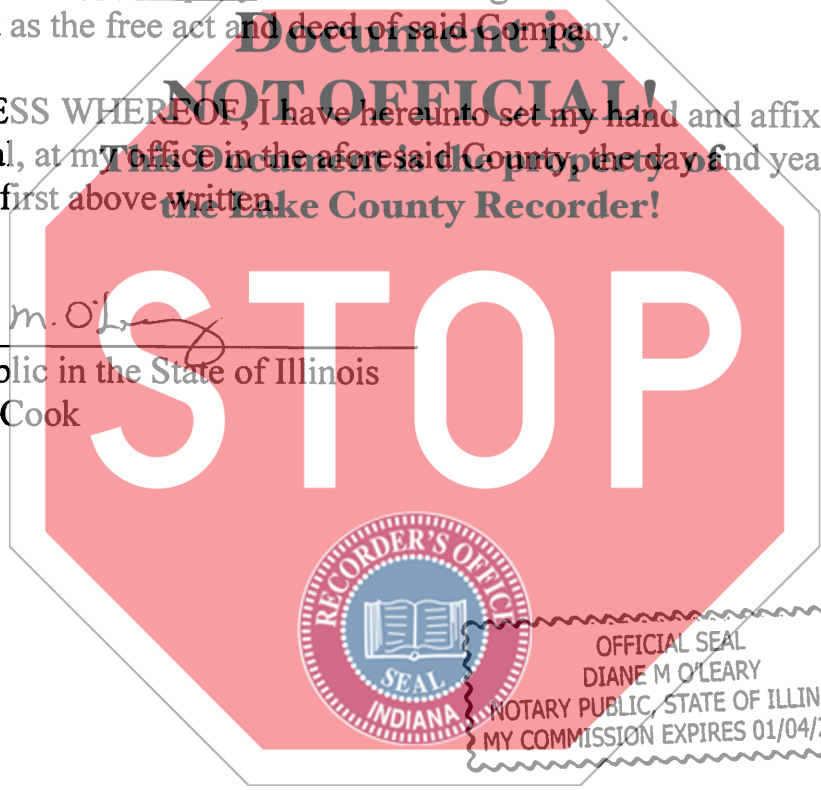 as the free act and deed of said Company.
Document is
NOT OFFICIAL!
ESS WHEREOF, I have hereunto set my hand and affix
This Document is the property of
al, at my office in the aforesaid County, the day and yea
the Lake County Recorder!
first above written.
STOP
m. O'Leary
blic in the State of Illinois
Cook
RECORDER'S OFFICE
SEAL
INDIANA
OFFICIAL SEAL
DIANE M O'LEARY
NOTARY PUBLIC, STATE OF ILLIN
MY COMMISSION EXPIRES 01/04/2